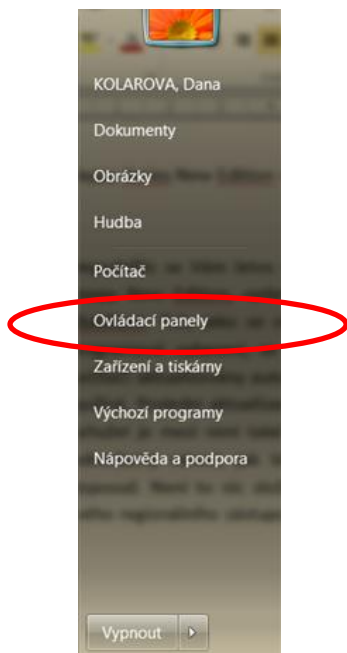 KOLAROVA, Dana
Dokumenty
Obrázky
Hudba
Počítač
Ovládací panely
Zařízení a tiskárny
Výchozí programy
Nápověda a podpora
Vypnout